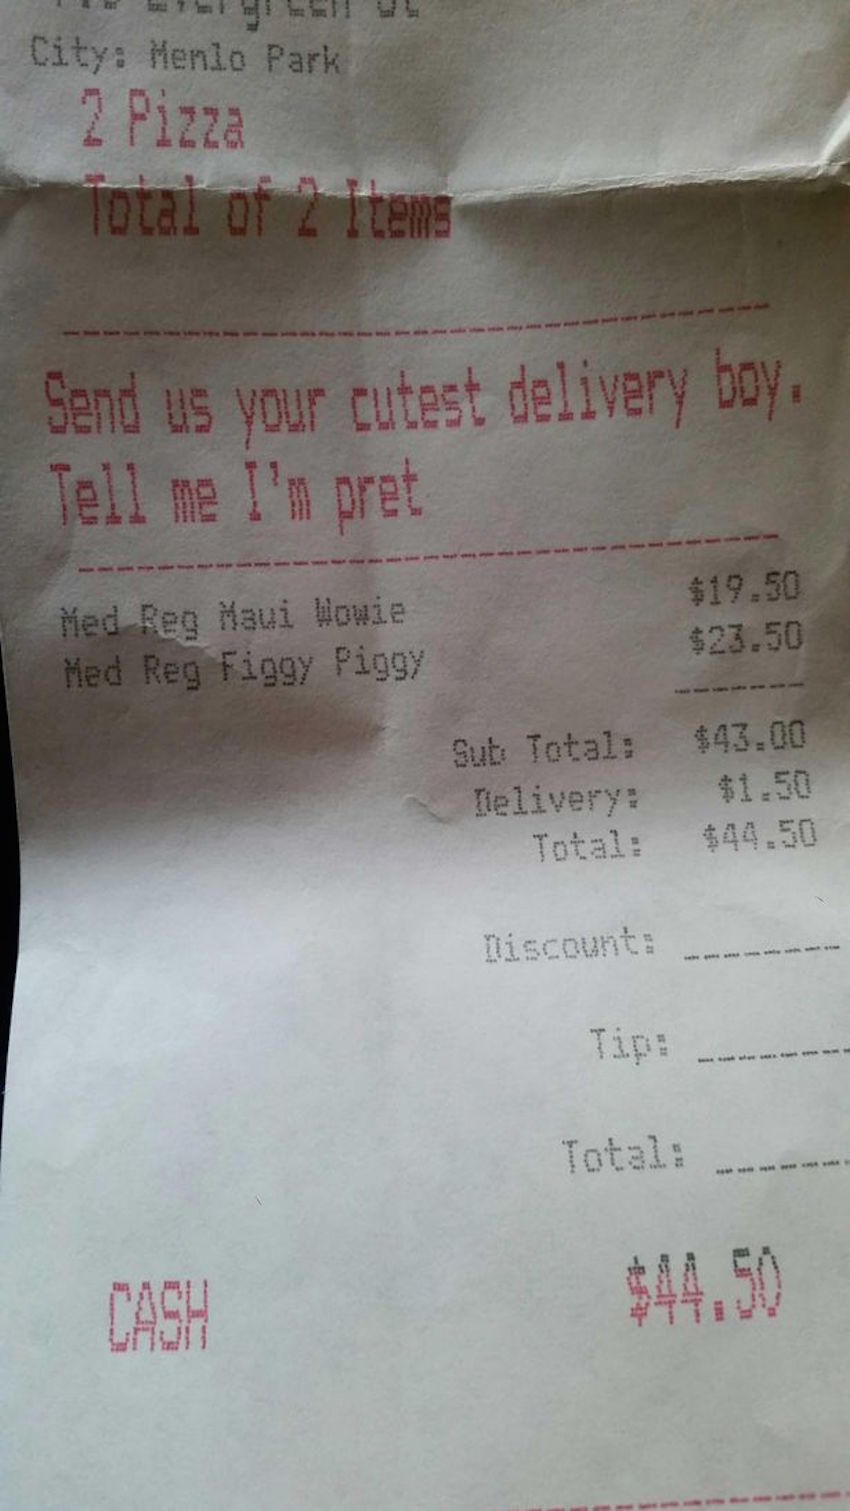 Evergreen St
City: Menlo Park
2 Pizza
Total of 2 Items
Send us your cutest delivery boy.
Tell me I'm pret
Med Reg Maui Wowie $19.50
Med Reg Figgy Piggy $23.50
Sub Total: $43.00
Delivery: $1.50
Total: $44.50
Discount:
Tip:
Total:
CASH $44.50